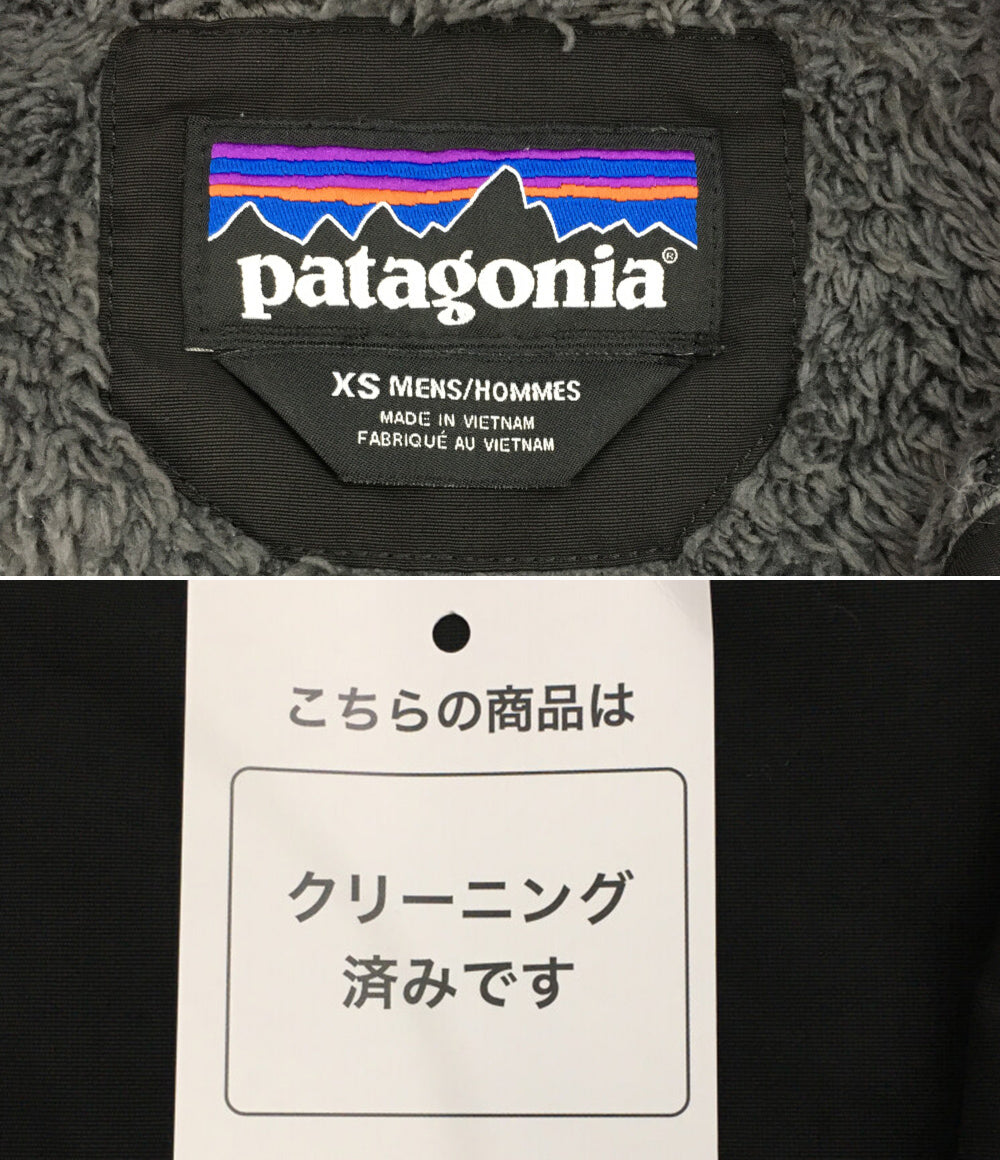 patagonia®
XS MENS/HOMMES
MADE IN VIETNAM
FABRIQUÉ AU VIETNAM
こちらの商品は
クリーニング
済みです